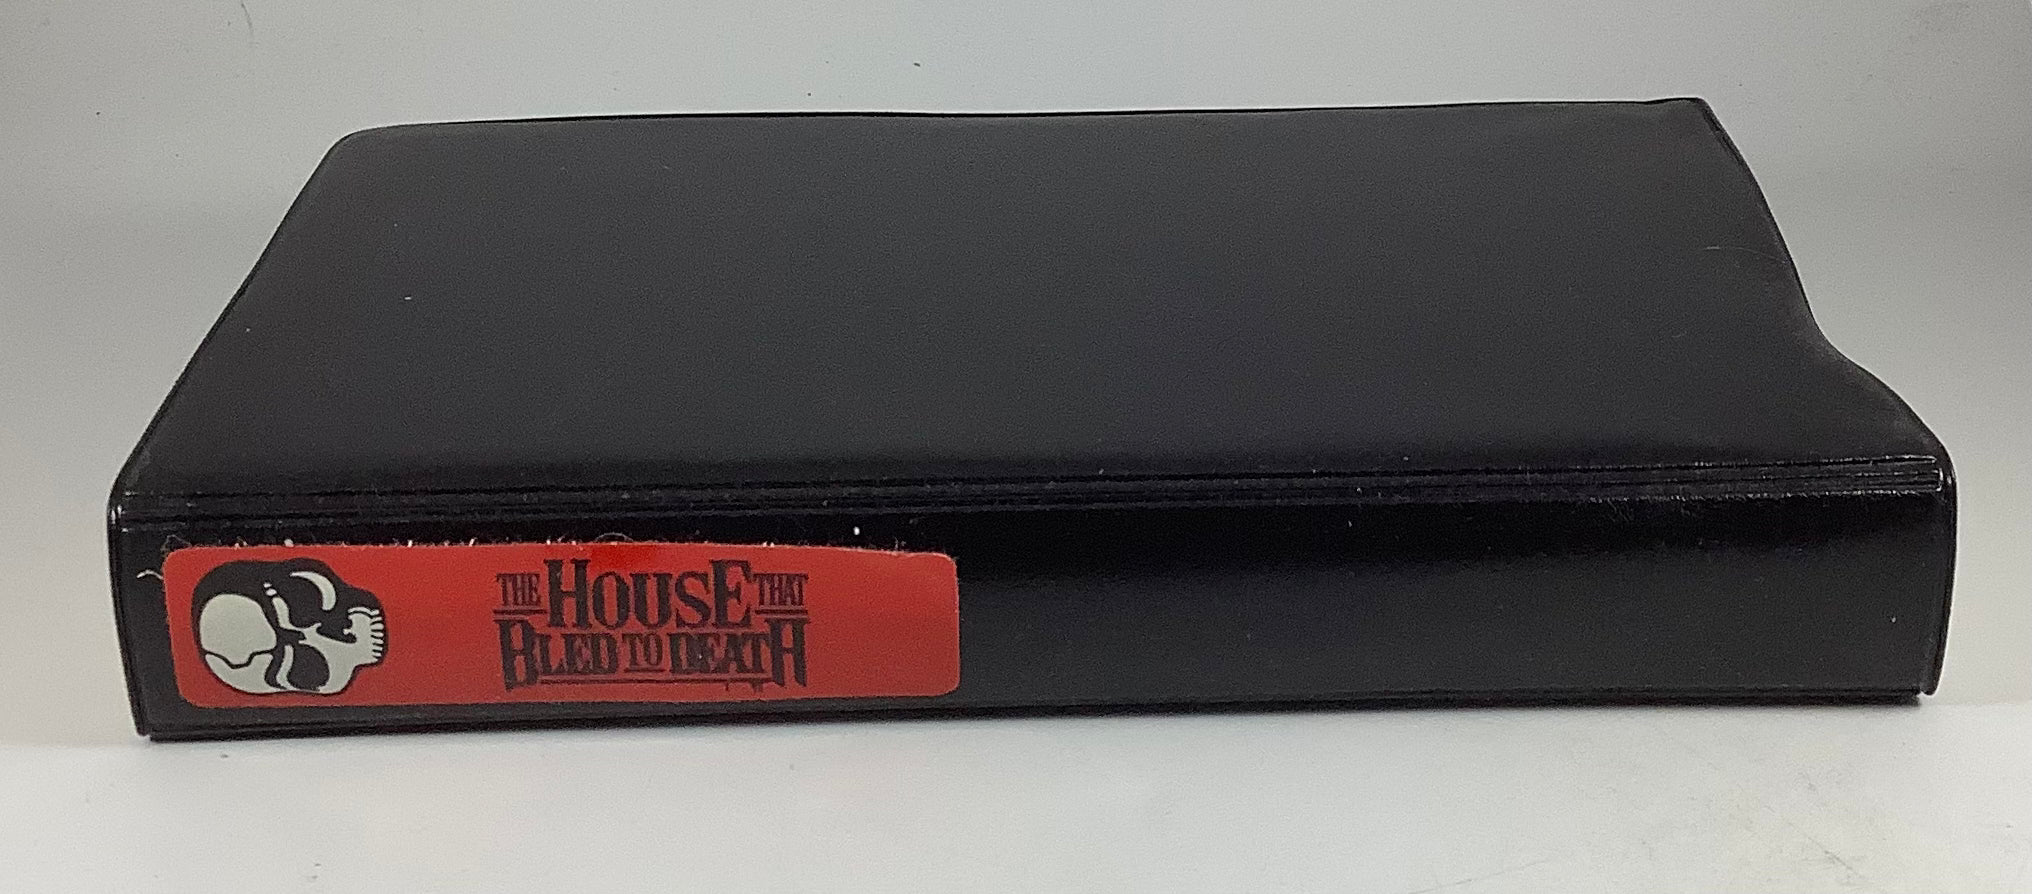 THE HOUSE THAT
BLED TO DEATH